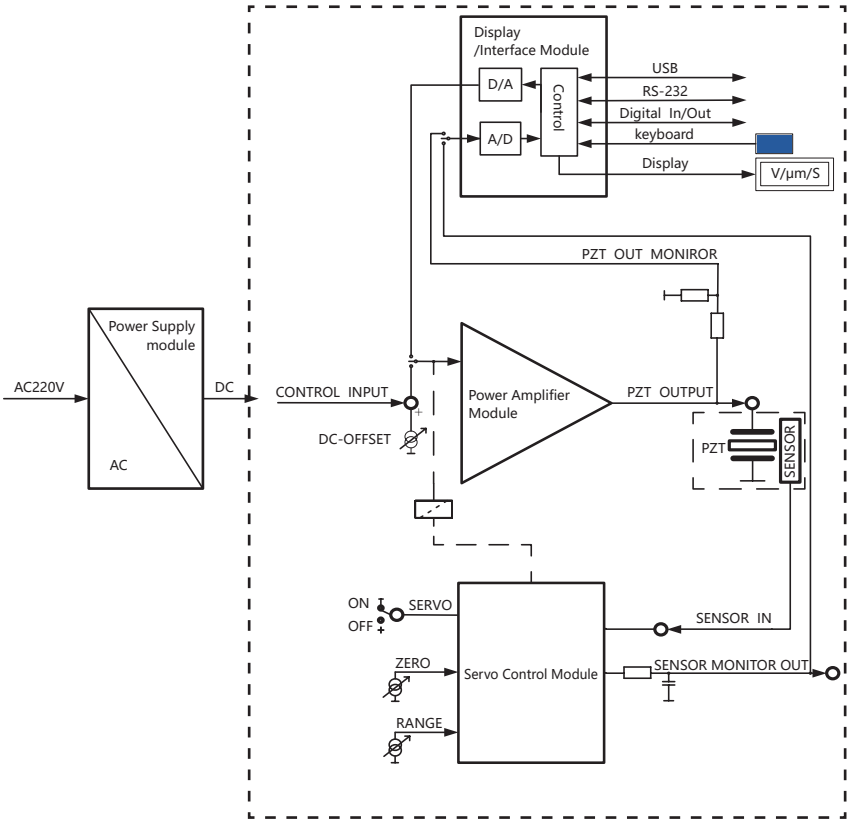 Display
/Interface Module
D/A
Control
A/D
USB
RS-232
Digital In/Out
keyboard
Display
V/μm/S
PZT OUT MONIROR
Power Supply
module
AC220V
DC
AC
CONTROL INPUT
+
DC-OFFSET
Power Amplifier
Module
PZT OUTPUT
PZT
SENSOR
ON
OFF
SERVO
ZERO
RANGE
Servo Control Module
SENSOR IN
SENSOR MONITOR OUT